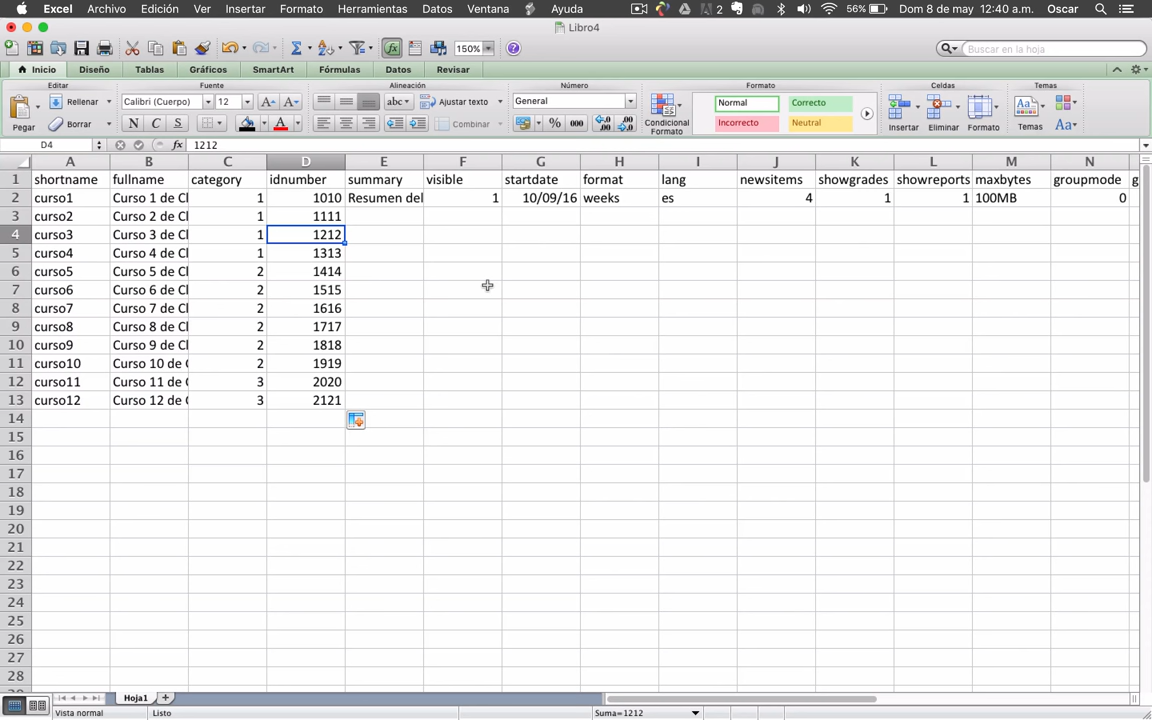 Excel Archivo Edición Ver Insertar Formato Herramientas Datos Ventana Ayuda 2 56% Dom 8 de may 12:40 a.m. Oscar
Libro4
150% Buscar en la hoja
Inicio Diseño Tablas Gráficos SmartArt Fórmulas Datos Revisar
Editar Fuente Alineación Número Formato Celdas Temas
Rellenar Calibri (Cuerpo) 12 abc Ajustar texto General Normal Correcto
Pegar Borrar N C S A Combinar % 000 Condicional Formato Incorrecto Neutral Insertar Eliminar Formato Temas Aa
D4 fx 1212
A B C D E F G H I J K L M N
1 shortname fullname category idnumber summary visible startdate format lang newsitems showgrades showreports maxbytes groupmode g
2 curso1 Curso 1 de Cl 1 1010 Resumen del 1 10/09/16 weeks es 4 1 1 100MB 0
3 curso2 Curso 2 de Cl 1 1111
4 curso3 Curso 3 de Cl 1 1212
5 curso4 Curso 4 de Cl 1 1313
6 curso5 Curso 5 de Cl 2 1414
7 curso6 Curso 6 de Cl 2 1515
8 curso7 Curso 7 de Cl 2 1616
9 curso8 Curso 8 de Cl 2 1717
10 curso9 Curso 9 de Cl 2 1818
11 curso10 Curso 10 de C 2 1919
12 curso11 Curso 11 de C 3 2020
13 curso12 Curso 12 de C 3 2121
14
15
16
17
18
19
20
21
22
23
24
25
26
27
28
Hoja1
Vista normal Listo Suma=1212